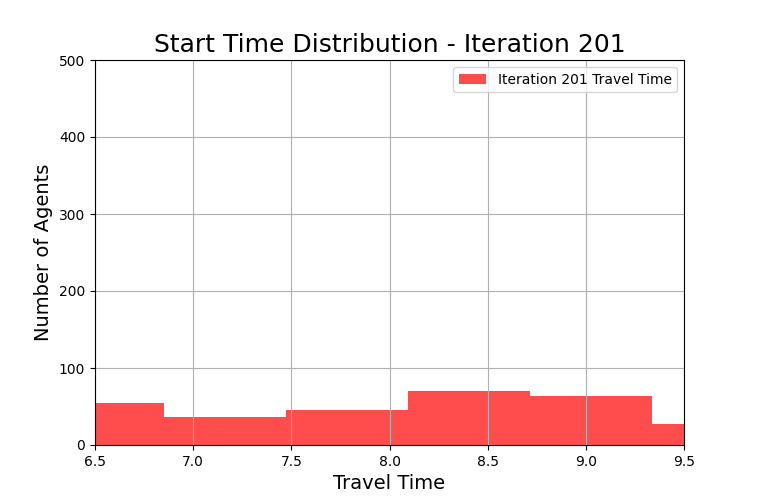 Start Time Distribution - Iteration 201
Iteration 201 Travel Time
Number of Agents
500
400
300
200
100
0
6.5 7.0 7.5 8.0 8.5 9.0 9.5
Travel Time